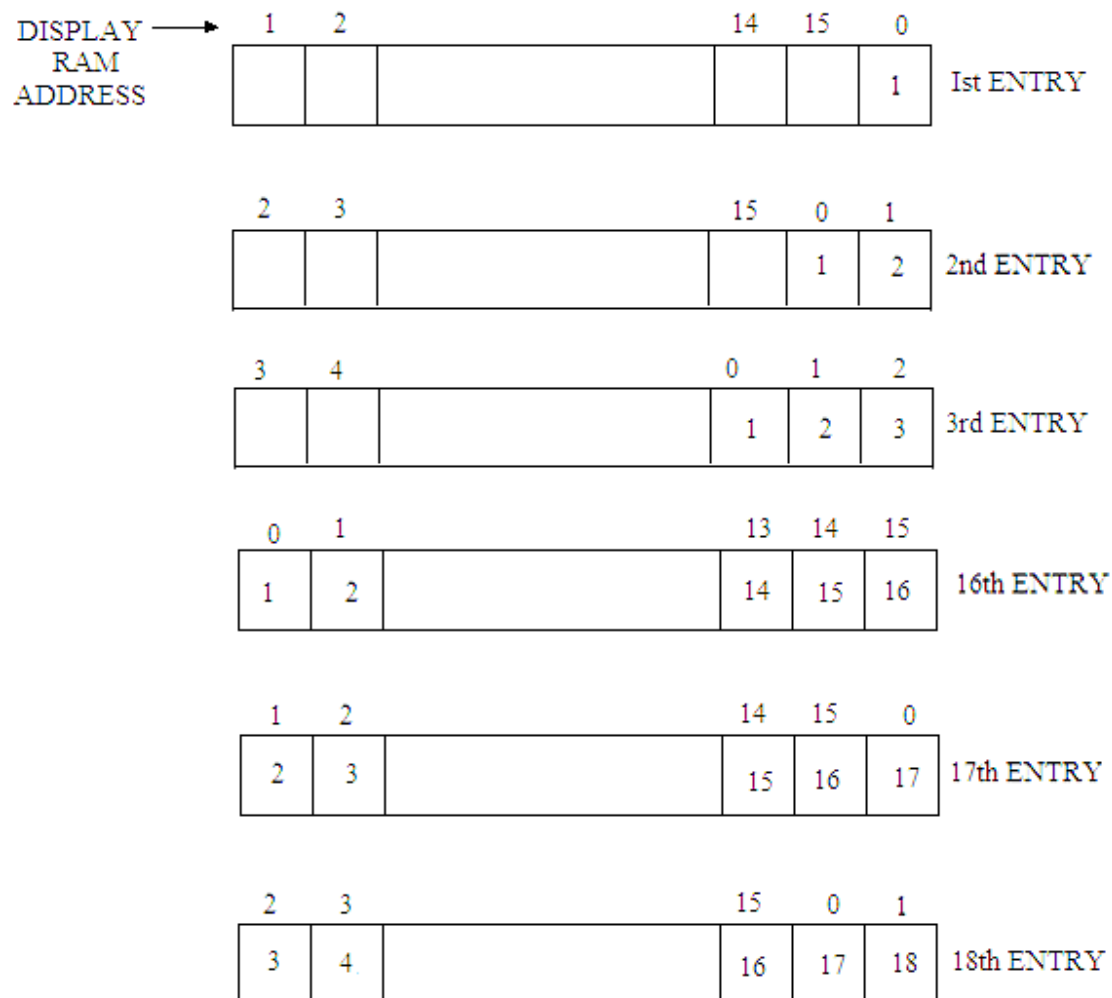 DISPLAY RAM ADDRESS
1 2 14 15 0
1 Ist ENTRY
2 3 15 0 1
1 2 2nd ENTRY
3 4 0 1 2
1 2 3 3rd ENTRY
0 1 13 14 15
1 2 14 15 16 16th ENTRY
1 2 14 15 0
2 3 15 16 17 17th ENTRY
2 3 15 0 1
3 4 16 17 18 18th ENTRY